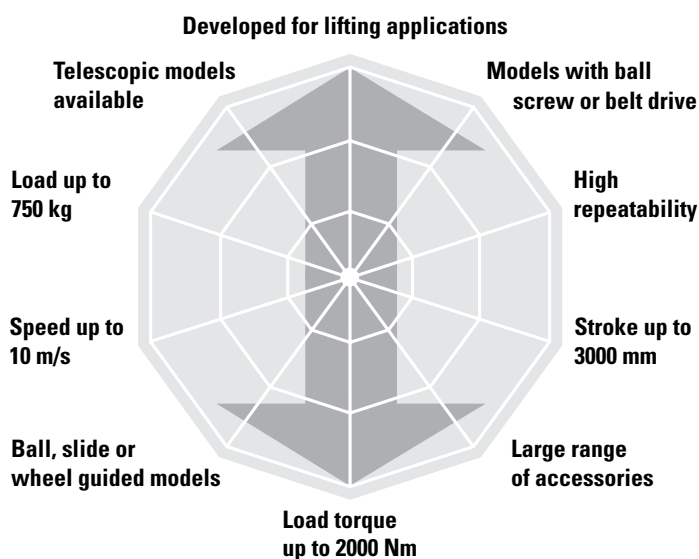 Developed for lifting applications
Telescopic models
available
Models with ball
screw or belt drive
Load up to
750 kg
High
repeatability
Speed up to
10 m/s
Stroke up to
3000 mm
Ball, slide or
wheel guided models
Large range
of accessories
Load torque
up to 2000 Nm